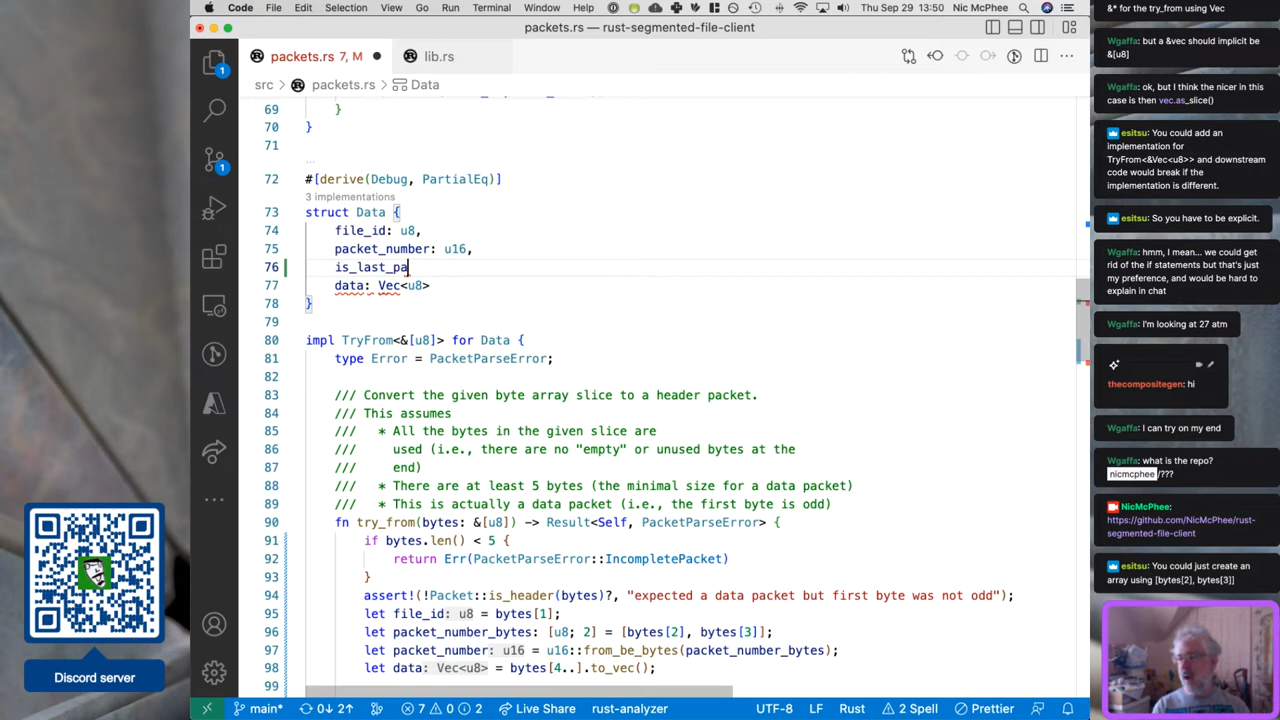 Code File Edit Selection View Go Run Terminal Window Help
Thu Sep 29 13:50 Nic McPhee
packets.rs — rust-segmented-file-client
packets.rs 7, M
lib.rs
src > packets.rs > Data
69 }
70 }
71
72 #[derive(Debug, PartialEq)]
3 implementations
73 struct Data {
74 file_id: u8,
75 packet_number: u16,
76 is_last_pa
77 data: Vec<u8>
78 }
79
80 impl TryFrom<&[u8]> for Data {
81 type Error = PacketParseError;
82
83 /// Convert the given byte array slice to a header packet.
84 /// This assumes
85 /// * All the bytes in the given slice are
86 /// used (i.e., there are no "empty" or unused bytes at the
87 /// end)
88 /// * There are at least 5 bytes (the minimal size for a data packet)
89 /// * This is actually a data packet (i.e., the first byte is odd)
90 fn try_from(bytes: &[u8]) -> Result<Self, PacketParseError> {
91 if bytes.len() < 5 {
92 return Err(PacketParseError::IncompletePacket)
93 }
94 assert!(!Packet::is_header(bytes)?, "expected a data packet but first byte was not odd");
95 let file_id: u8 = bytes[1];
96 let packet_number_bytes: [u8; 2] = [bytes[2], bytes[3]];
97 let packet_number: u16 = u16::from_be_bytes(packet_number_bytes);
98 let data: Vec<u8> = bytes[4..].to_vec();
99
main* 0↓ 2↑ 7 0 2 Live Share rust-analyzer UTF-8 LF Rust 2 Spell Prettier
1
1
Discord server
&* for the try_from using Vec
Wgaffa: but a &vec should implicit be
&[u8]
Wgaffa: ok, but I think the nicer in this
case is then vec.as_slice()
esitsu: You could add an
implementation for
TryFrom<&Vec<u8>> and downstream
code would break if the
implementation is different.
esitsu: So you have to be explicit.
Wgaffa: hmm, I mean... we could get
rid of the if statements but that's just
my preference, and would be hard to
explain in chat
Wgaffa: I'm looking at 27 atm
thecompositegen: hi
Wgaffa: I can try on my end
Wgaffa: what is the repo?
nicmcphee /???
NicMcPhee:
https://github.com/NicMcPhee/rust-
segmented-file-client
esitsu: You could just create an
array using [bytes[2], bytes[3]]